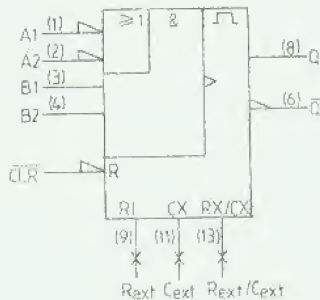 ≥1 & ⎍
A1 (1)
A2 (2)
B1 (3)
B2 (4)
(8) Q
(6) Q̅
C̅L̅R̅ R
RI CX RX/CX
(9) (11) (13)
Rext Cext Rext/Cext